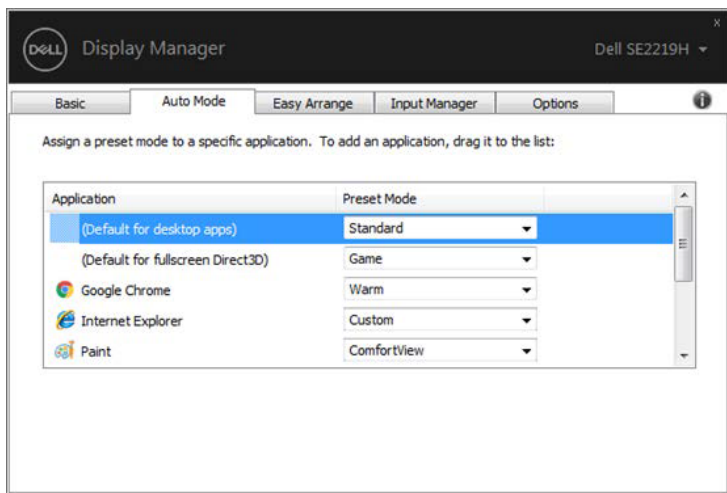 x
DELL Display Manager Dell SE2219H
Basic Auto Mode Easy Arrange Input Manager Options i
Assign a preset mode to a specific application. To add an application, drag it to the list:
Application Preset Mode
(Default for desktop apps) Standard
(Default for fullscreen Direct3D) Game
Google Chrome Warm
Internet Explorer Custom
Paint ComfortView